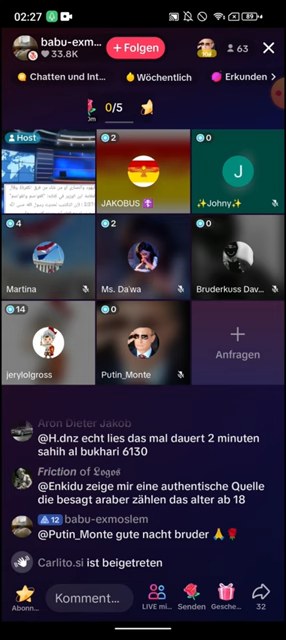 02:27
89
babu-exm...
33.8K
+ Folgen
63
Chatten und Int...
Wöchentlich
Erkunden >
0/5
Host
2
JAKOBUS
0
J
✨Johny✨
4
Martina
2
Ms. Da'wa
0
Bruderkuss Dav...
14
jerylolgross
0
Putin_Monte
+
Anfragen
Aron Dieter Jakob
@H.dnz echt lies das mal dauert 2 minuten
sahih al bukhari 6130
Friction of 𝔏𝔬𝔤𝔬𝔰
@Enkidu zeige mir eine authentische Quelle
die besagt araber zählen das alter ab 18
12 babu-exmoslem
@Putin_Monte gute nacht bruder 🙏🌹
Carlito.si ist beigetreten
Abonn...
Komment...
LIVE mi...
Senden
Gesche...
32